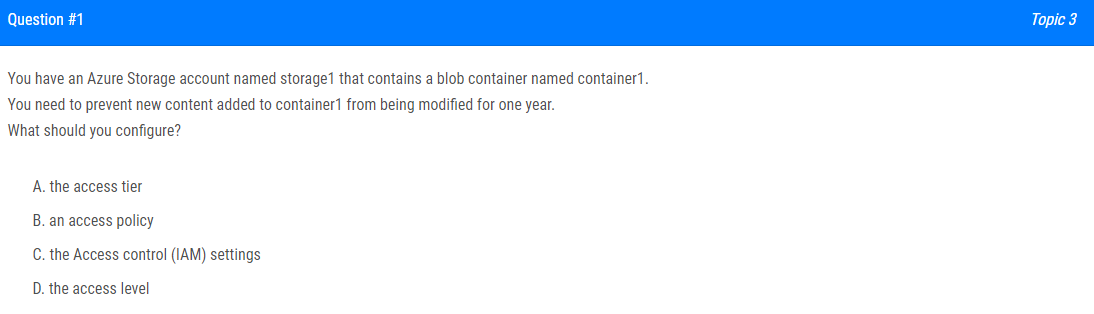 Question #1
Topic 3
You have an Azure Storage account named storage1 that contains a blob container named container1.
You need to prevent new content added to container1 from being modified for one year.
What should you configure?
A. the access tier
B. an access policy
C. the Access control (IAM) settings
D. the access level